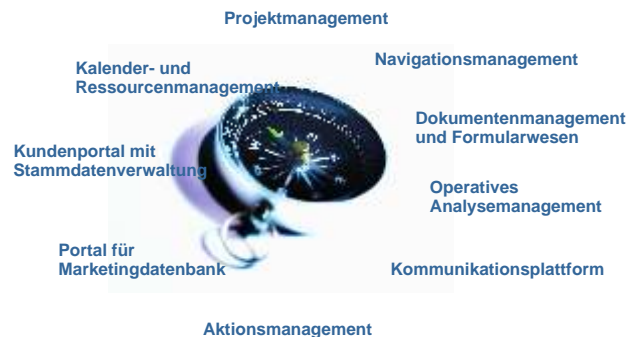 Projektmanagement
Navigationsmanagement
Kalender- und
Ressourcenmanagement
Dokumentenmanagement
und Formularwesen
Kundenportal mit
Stammdatenverwaltung
Operatives
Analysemanagement
Portal für
Marketingdatenbank
Kommunikationsplattform
Aktionsmanagement